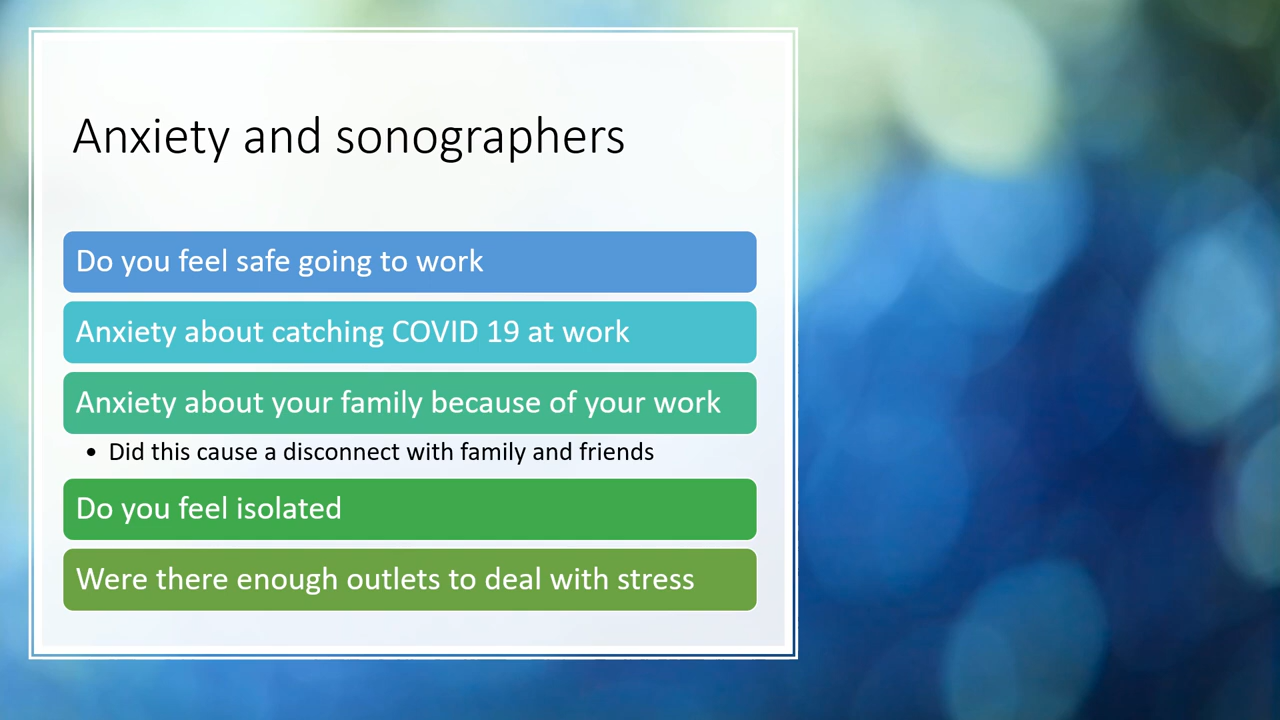 Anxiety and sonographers
Do you feel safe going to work
Anxiety about catching COVID 19 at work
Anxiety about your family because of your work
• Did this cause a disconnect with family and friends
Do you feel isolated
Were there enough outlets to deal with stress